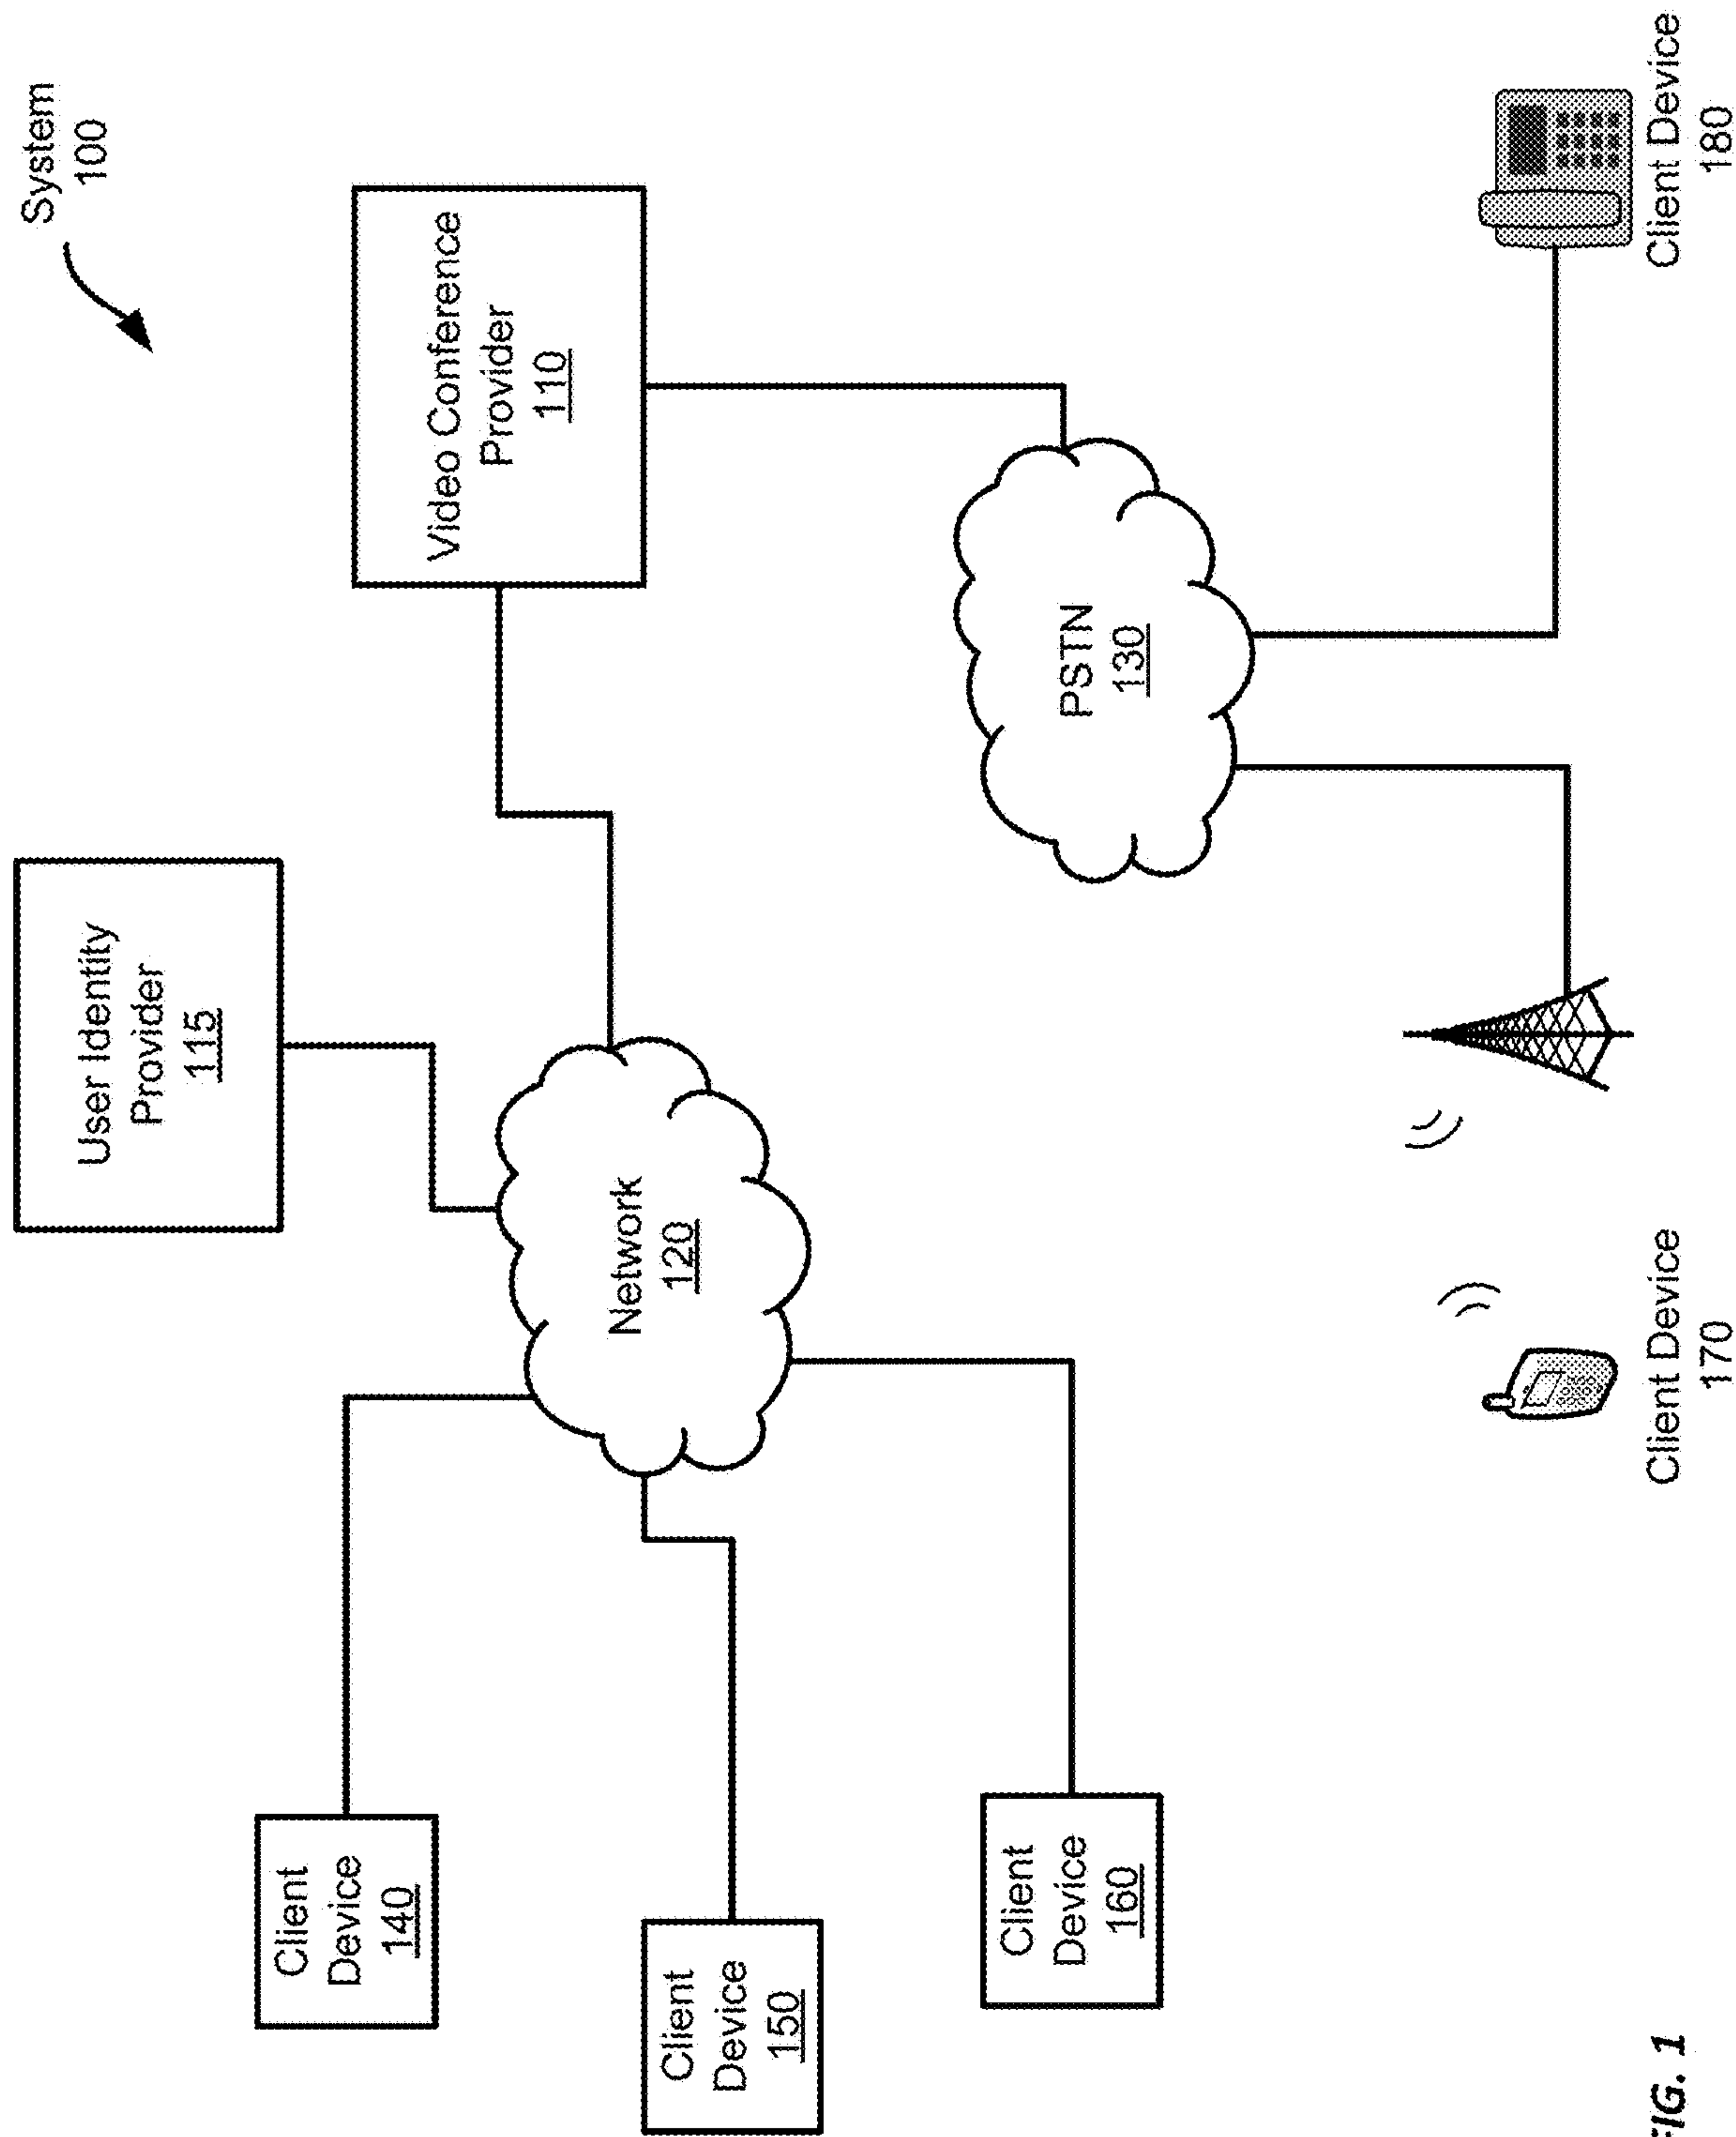 System
100
User Identity
Provider
115
Video Conference
Provider
110
Client
Device
140
Network
120
Client
Device
150
PSTN
130
Client
Device
160
Client Device
170
Client Device
180
FIG. 1